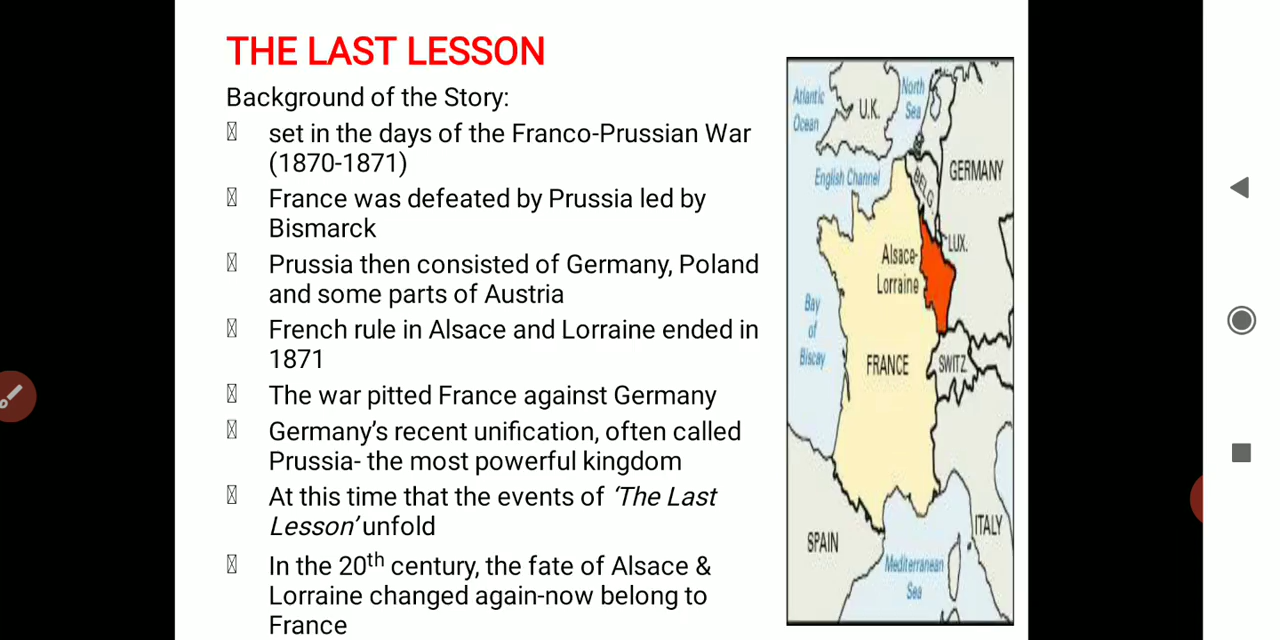 THE LAST LESSON
Background of the Story:
set in the days of the Franco-Prussian War
(1870-1871)
France was defeated by Prussia led by
Bismarck
Prussia then consisted of Germany, Poland
and some parts of Austria
French rule in Alsace and Lorraine ended in
1871
The war pitted France against Germany
Germany’s recent unification, often called
Prussia- the most powerful kingdom
At this time that the events of ‘The Last
Lesson’ unfold
In the 20th century, the fate of Alsace &
Lorraine changed again-now belong to
France
Atlantic
Ocean
U.K.
North
Sea
English Channel
BELG.
GERMANY
LUX.
Alsace-
Lorraine
Bay
of
Biscay
FRANCE
SWITZ.
SPAIN
ITALY
Mediterranean
Sea